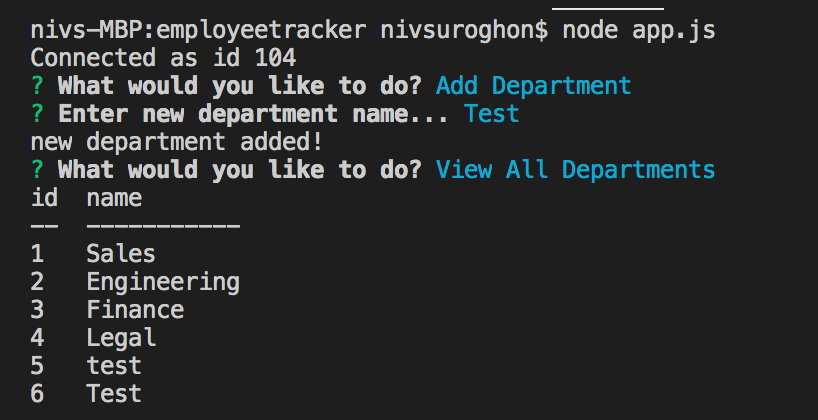 nivs-MBP:employeetracker nivsuroghon$ node app.js
Connected as id 104
? What would you like to do? Add Department
? Enter new department name... Test
new department added!
? What would you like to do? View All Departments
id  name
--  -----------
1   Sales
2   Engineering
3   Finance
4   Legal
5   test
6   Test